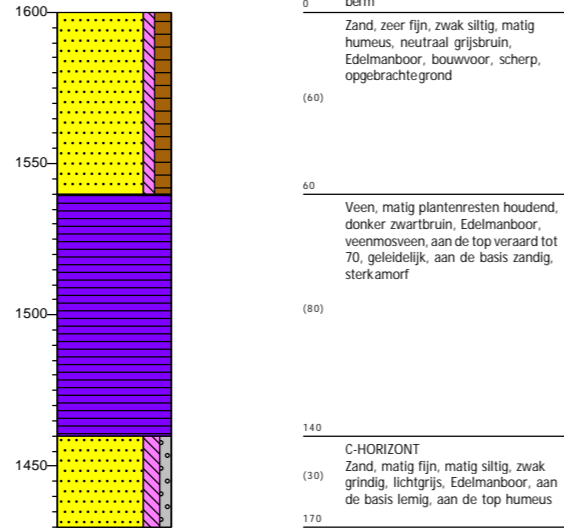 1600
0
berm
Zand, zeer fijn, zwak siltig, matig
humeus, neutraal grijsbruin,
Edelmanboor, bouwvoor, scherp,
opgebrachtegrond
(60)
1550
60
Veen, matig plantenresten houdend,
donker zwartbruin, Edelmanboor,
veenmosveen, aan de top veraard tot
70, geleidelijk, aan de basis zandig,
sterkamorf
1500
(80)
140
C-HORIZONT
1450
(30)
Zand, matig fijn, matig siltig, zwak
grindig, lichtgrijs, Edelmanboor, aan
de basis lemig, aan de top humeus
170